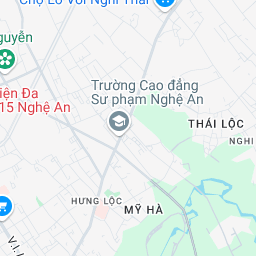 Chợ Lò Vôi Nghi Thái
guyễn
iện Đa
15 Nghệ An
Trường Cao đẳng
Sư phạm Nghệ An
THÁI LỘC
NGHI
HƯNG LỘC
MỸ HÀ
V.I.